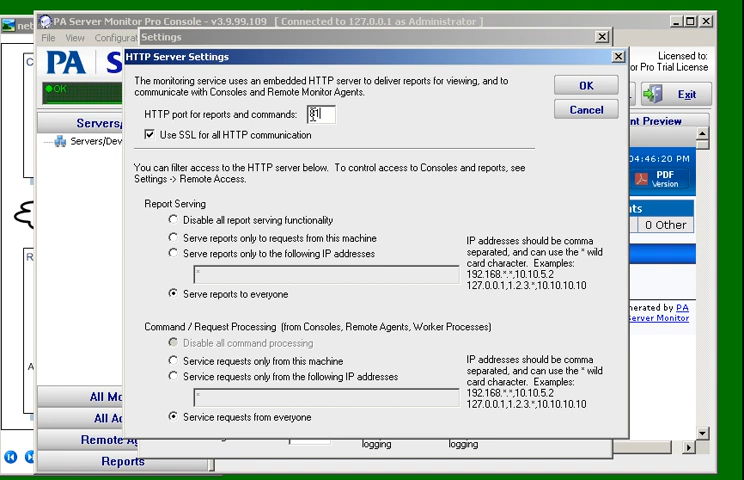 PA Server Monitor Pro Console - v3.9.99.109 [ Connected to 127.0.0.1 as Administrator ]
File View Configurat
Settings
HTTP Server Settings
Licensed to:
or Pro Trial License
PA S
The monitoring service uses an embedded HTTP server to deliver reports for viewing, and to
communicate with Consoles and Remote Monitor Agents.
OK
Cancel
OK
Exit
HTTP port for reports and commands: 81
Use SSL for all HTTP communication
Servers/
nt Preview
Servers/Dev
04:46:20 PM
PDF
Version
You can filter access to the HTTP server below. To control access to Consoles and reports, see
Settings -> Remote Access.
Report Serving
Disable all report serving functionality
Serve reports only to requests from this machine
Serve reports only to the following IP addresses
*
Serve reports to everyone
IP addresses should be comma
separated, and can use the * wild
card character. Examples:
192.168.*.*,10.10.5.2
127.0.0.1,1.2.3.*,10.10.10.10
nts
0 Other
nerated by PA
Server Monitor
Command / Request Processing (from Consoles, Remote Agents, Worker Processes)
Disable all command processing
Service requests only from this machine
Service requests only from the following IP addresses
*
Service requests from everyone
IP addresses should be comma
separated, and can use the * wild
card character. Examples:
192.168.*.*,10.10.5.2
127.0.0.1,1.2.3.*,10.10.10.10
All Mo
All Ac
Remote Ag
Reports
logging
logging